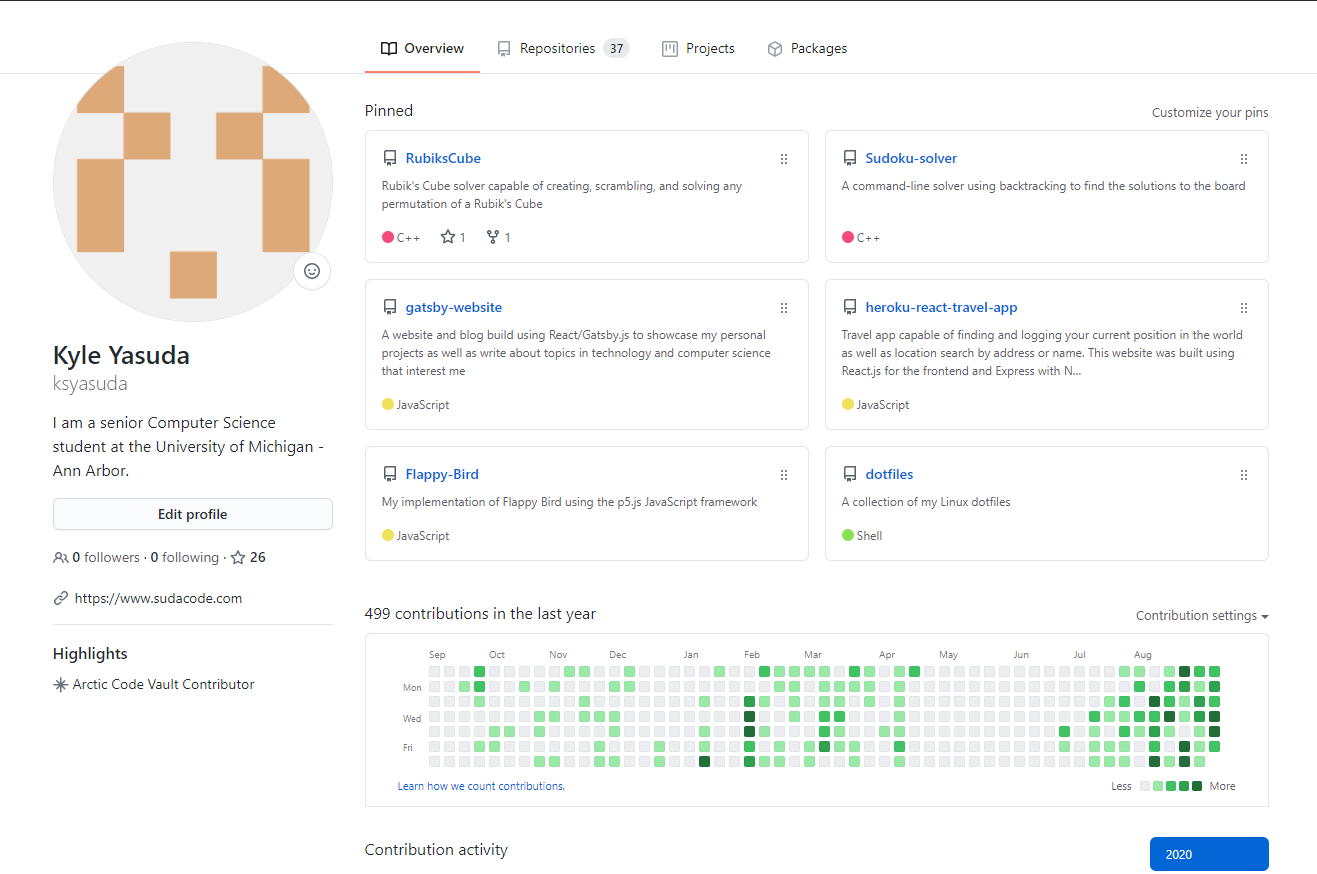 Overview Repositories 37 Projects Packages
Kyle Yasuda
ksyasuda
I am a senior Computer Science
student at the University of Michigan -
Ann Arbor.
Edit profile
0 followers · 0 following · 26
https://www.sudacode.com
Highlights
Arctic Code Vault Contributor
Pinned
Customize your pins
RubiksCube
Rubik's Cube solver capable of creating, scrambling, and solving any
permutation of a Rubik's Cube
C++ 1 1
Sudoku-solver
A command-line solver using backtracking to find the solutions to the board
C++
gatsby-website
A website and blog build using React/Gatsby.js to showcase my personal
projects as well as write about topics in technology and computer science
that interest me
JavaScript
heroku-react-travel-app
Travel app capable of finding and logging your current position in the world
as well as location search by address or name. This website was built using
React.js for the frontend and Express with N...
JavaScript
Flappy-Bird
My implementation of Flappy Bird using the p5.js JavaScript framework
JavaScript
dotfiles
A collection of my Linux dotfiles
Shell
499 contributions in the last year
Contribution settings
Sep Oct Nov Dec Jan Feb Mar Apr May Jun Jul Aug
Mon
Wed
Fri
Learn how we count contributions.
Less More
Contribution activity
2020